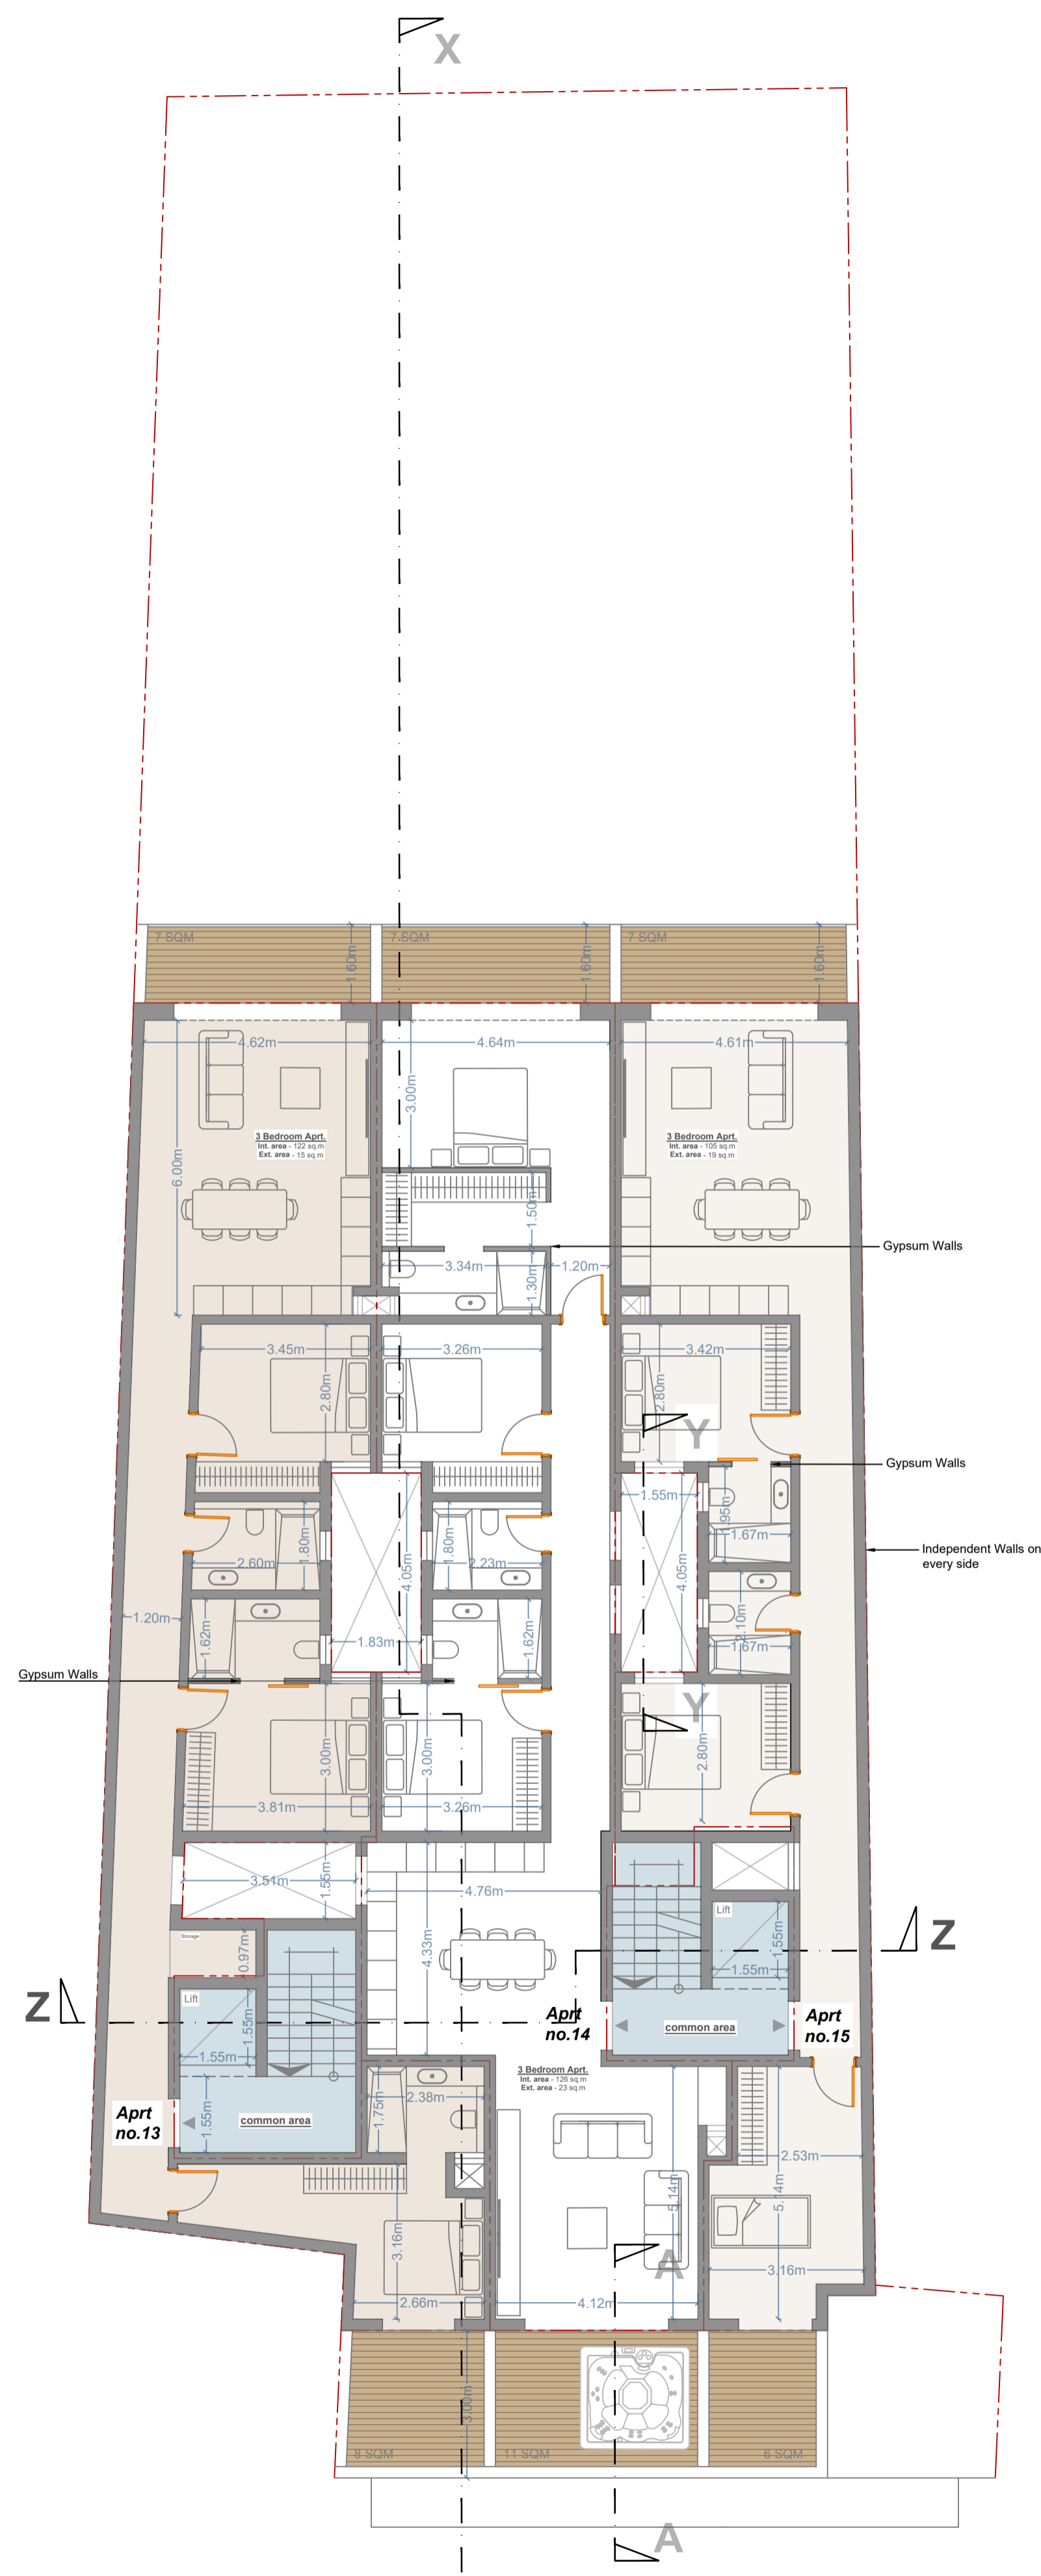 X
7 SQM
7 SQM
7 SQM
1.60m
1.60m
1.60m
4.62m
4.64m
4.61m
3.00m
3 Bedroom Aprt.
Int. area - 122 sq.m
Ext. area - 15 sq.m
3 Bedroom Aprt.
Int. area - 105 sq.m
Ext. area - 19 sq.m
6.00m
1.50m
Gypsum Walls
3.34m
1.20m
1.30m
3.45m
3.26m
3.42m
2.80m
2.80m
Y
Gypsum Walls
1.55m
1.95m
1.80m
1.80m
1.67m
2.60m
2.23m
4.05m
4.05m
Independent Walls on
every side
1.20m
1.62m
1.83m
1.62m
2.10m
1.67m
Gypsum Walls
Y
3.00m
3.00m
2.80m
3.81m
3.26m
3.51m
1.55m
4.76m
Storage
0.97m
4.33m
Lift
1.55m
1.55m
Z
Z
Lift
1.55m
1.55m
Aprt
no.14
common area
Aprt
no.15
3 Bedroom Aprt.
Int. area - 126 sq.m
Ext. area - 23 sq.m
Aprt
no.13
1.55m
common area
1.75m
2.38m
2.53m
5.14m
5.14m
3.16m
A
3.16m
2.66m
4.12m
3.00m
8 SQM
11 SQM
6 SQM
A